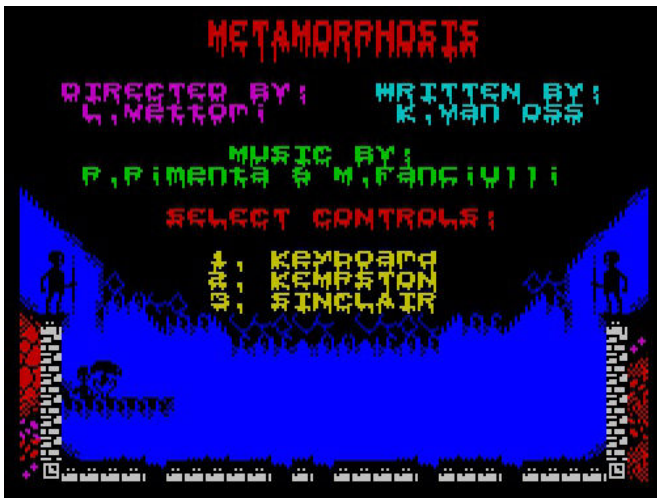 METAMORPHOSIS
DIRECTED BY:
L.Vettori
WRITTEN BY:
K.Van Oss
MUSIC BY:
P.Pimenta & M.Fanciulli
SELECT CONTROLS:
1. KEYboard
2. KEMPSTON
3. SINCLAIR